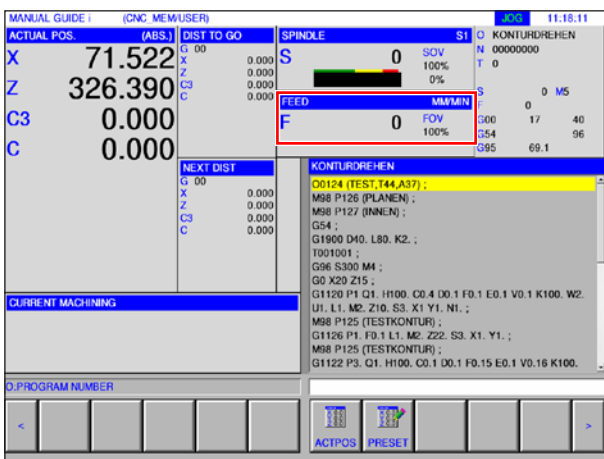 MANUAL GUIDE i (CNC_MEM/USER) JOG 11:18:11
ACTUAL POS. (ABS.)
X 71.522
Z 326.390
C3 0.000
C 0.000
DIST TO GO
G 00
X 0.000
Z 0.000
C3 0.000
C 0.000
SPINDLE S1
S 0 SOV
100%
0%
FEED MM/MIN
F 0 FOV
100%
O KONTURDREHEN
N 00000000
T 0
S 0 M5
F 0
G00 17 40
G54 96
G95 69.1
NEXT DIST
G 00
X 0.000
Z 0.000
C3 0.000
C 0.000
KONTURDREHEN
O0124 (TEST,T44,A37) ;
M98 P126 (PLANEN) ;
M98 P127 (INNEN) ;
G54 ;
G1900 D40. L80. K2. ;
T001001 ;
G96 S300 M4 ;
G0 X20 Z15 ;
G1120 P1 Q1. H100. C0.4 D0.1 F0.1 E0.1 V0.1 K100. W2.
U1. L1. M2. Z10. S3. X1 Y1. N1. ;
M98 P125 (TESTKONTUR) ;
G1126 P1. F0.1 L1. M2. Z22. S3. X1. Y1. ;
M98 P125 (TESTKONTUR) ;
G1122 P3. Q1. H100. C0.1 D0.1 F0.15 E0.1 V0.16 K100.
CURRENT MACHINING
O:PROGRAM NUMBER
< ACTPOS PRESET >